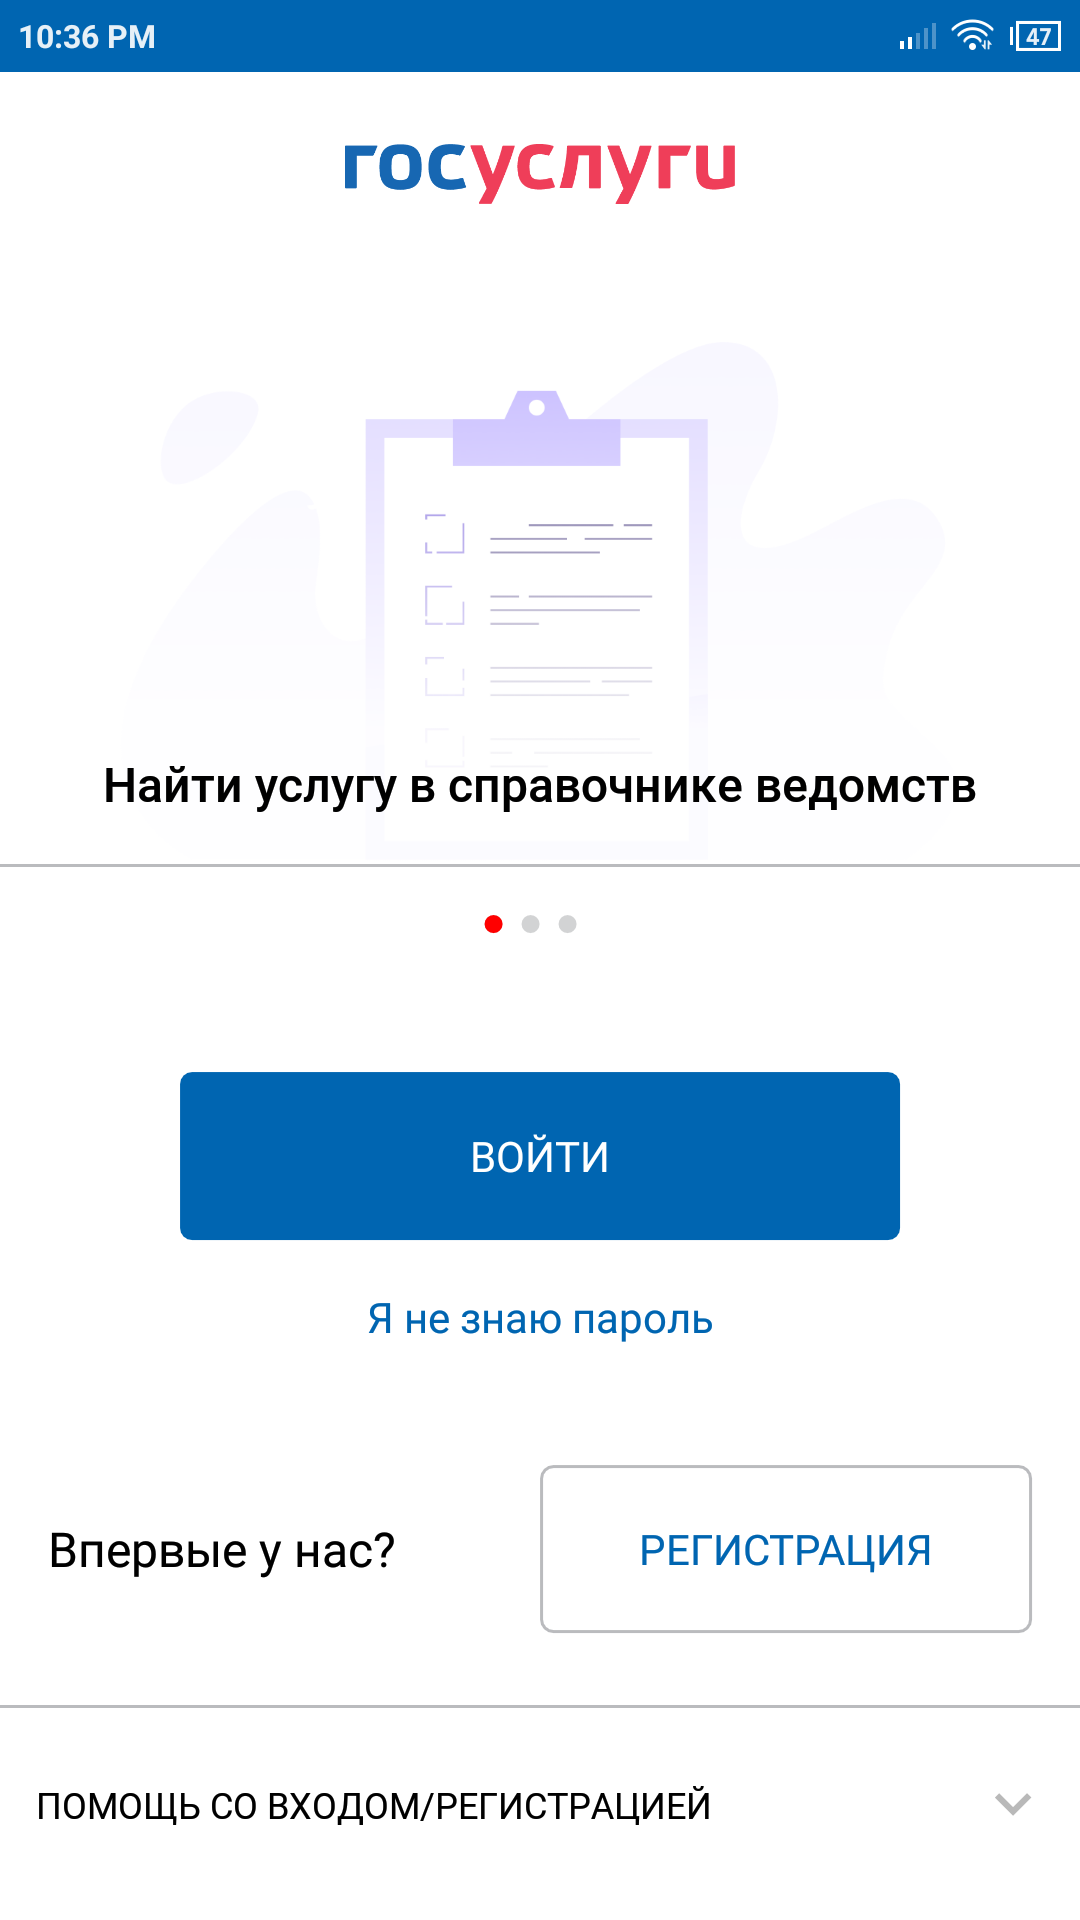 10:36 PM
47
госуслуги
Найти услугу в справочнике ведомств
ВОЙТИ
Я не знаю пароль
Впервые у нас?
РЕГИСТРАЦИЯ
ПОМОЩЬ СО ВХОДОМ/РЕГИСТРАЦИЕЙ